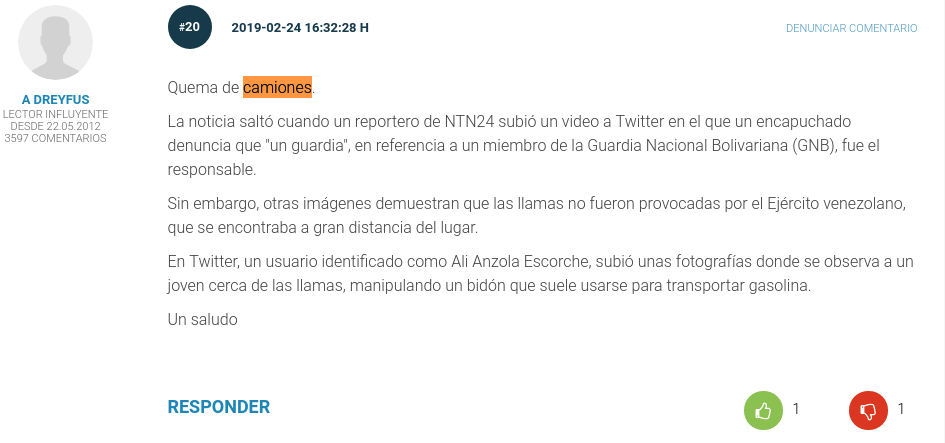 #20
2019-02-24 16:32:28 H
DENUNCIAR COMENTARIO
A DREYFUS
LECTOR INFLUYENTE
DESDE 22.05.2012
3597 COMENTARIOS
Quema de camiones.
La noticia saltó cuando un reportero de NTN24 subió un video a Twitter en el que un encapuchado
denuncia que "un guardia", en referencia a un miembro de la Guardia Nacional Bolivariana (GNB), fue el
responsable.
Sin embargo, otras imágenes demuestran que las llamas no fueron provocadas por el Ejército venezolano,
que se encontraba a gran distancia del lugar.
En Twitter, un usuario identificado como Ali Anzola Escorche, subió unas fotografías donde se observa a un
joven cerca de las llamas, manipulando un bidón que suele usarse para transportar gasolina.
Un saludo
RESPONDER
1
1